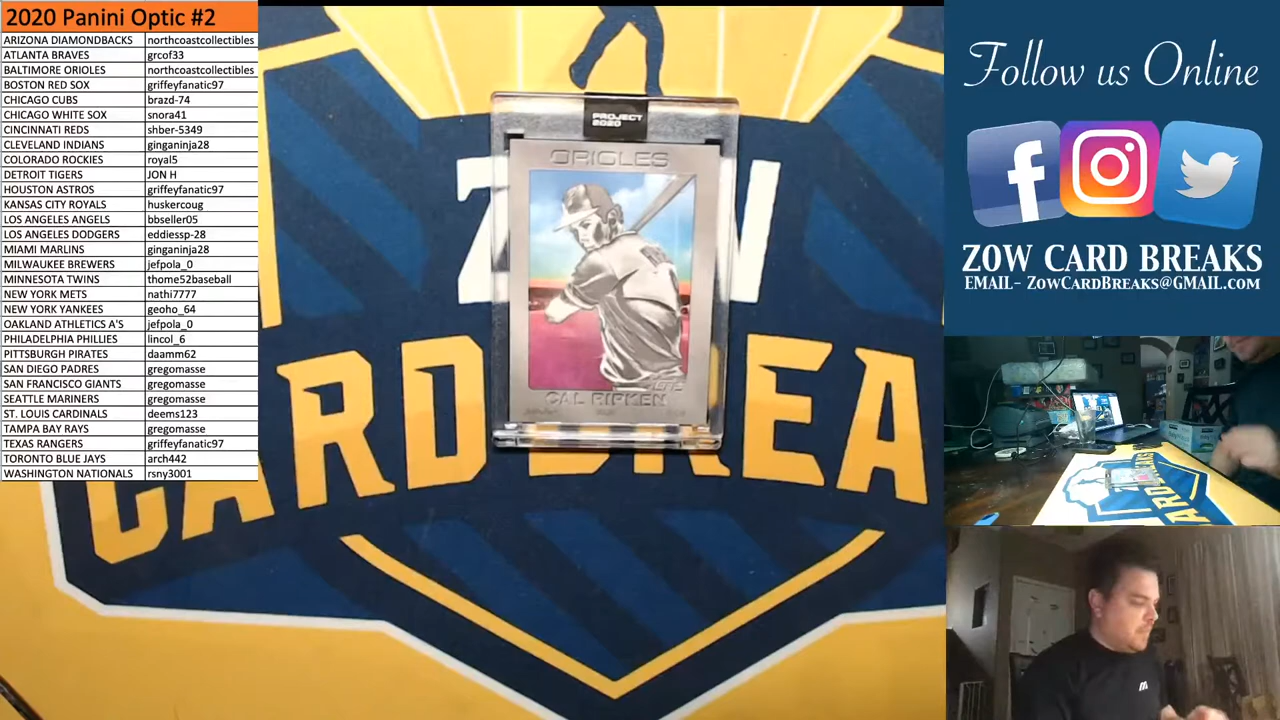 2020 Panini Optic #2
ARIZONA DIAMONDBACKS northcoastcollectibles
ATLANTA BRAVES grcof33
BALTIMORE ORIOLES northcoastcollectibles
BOSTON RED SOX griffeyfanatic97
CHICAGO CUBS brazd-74
CHICAGO WHITE SOX snora41
CINCINNATI REDS shber-5349
CLEVELAND INDIANS ginganinja28
COLORADO ROCKIES royal5
DETROIT TIGERS JON H
HOUSTON ASTROS griffeyfanatic97
KANSAS CITY ROYALS huskercoug
LOS ANGELES ANGELS bbseller05
LOS ANGELES DODGERS eddiessp-28
MIAMI MARLINS ginganinja28
MILWAUKEE BREWERS jefpola_0
MINNESOTA TWINS thome52baseball
NEW YORK METS nathi7777
NEW YORK YANKEES geoho_64
OAKLAND ATHLETICS A'S jefpola_0
PHILADELPHIA PHILLIES lincol_6
PITTSBURGH PIRATES daamm62
SAN DIEGO PADRES gregomasse
SAN FRANCISCO GIANTS gregomasse
SEATTLE MARINERS gregomasse
ST. LOUIS CARDINALS deems123
TAMPA BAY RAYS gregomasse
TEXAS RANGERS griffeyfanatic97
TORONTO BLUE JAYS arch442
WASHINGTON NATIONALS rsny3001
PROJECT
2020
ORIOLES
CAL RIPKEN
CARD BREA
Follow us Online
ZOW CARD BREAKS
EMAIL- ZOWCARDBREAKS@GMAIL.COM